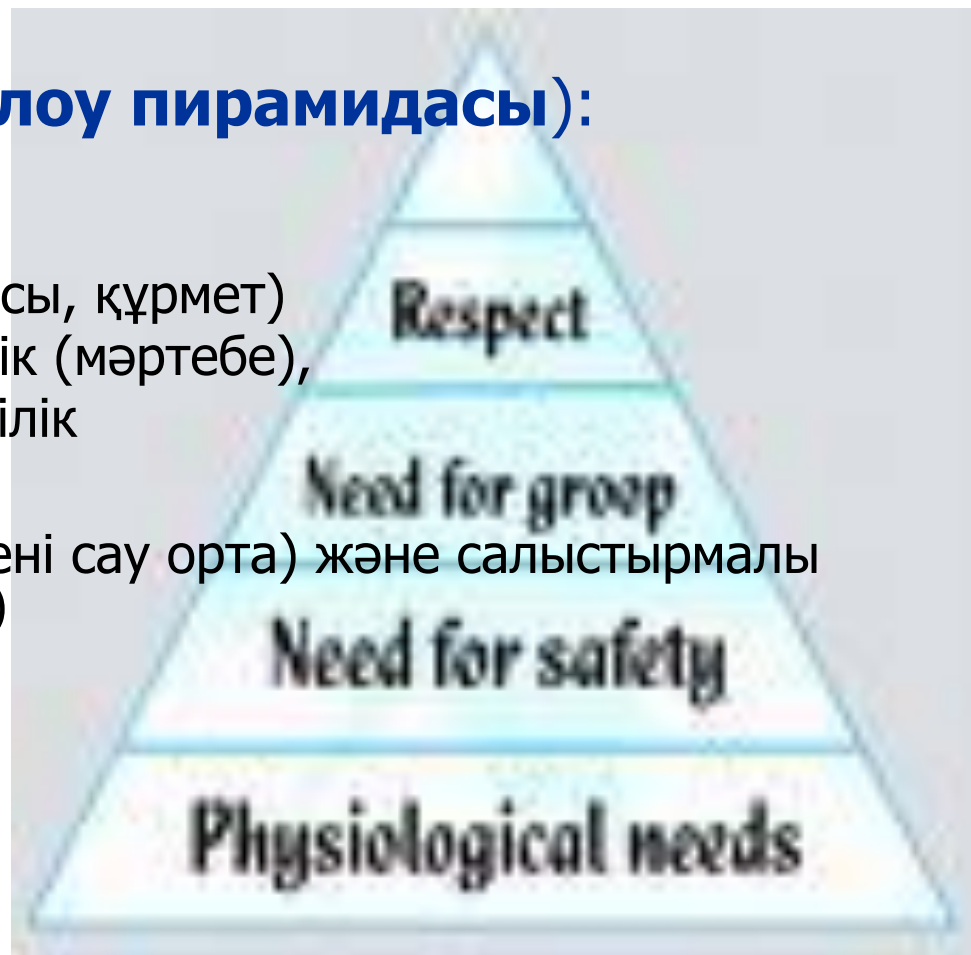 лоу пирамидасы):
сы, құрмет)
Respect
ік (мәртебе),
ілік
Need for groop
ені сау орта) және салыстырмалы
)
Need for safety
Physiological needs